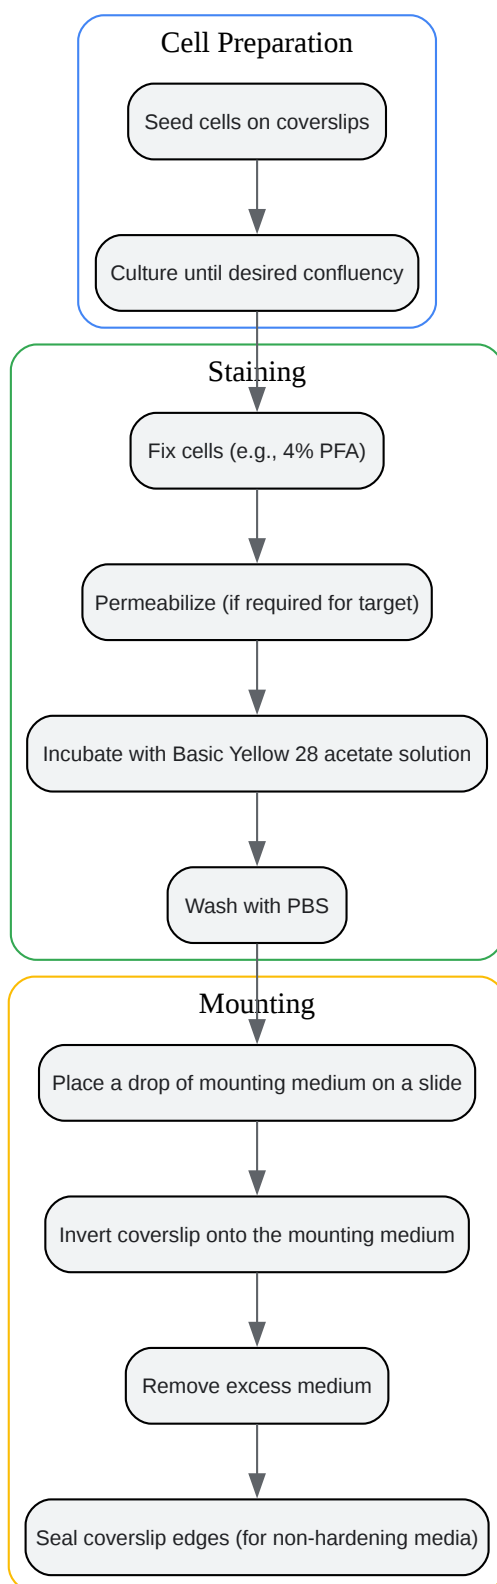 Cell Preparation
Seed cells on coverslips
Culture until desired confluency
Staining
Fix cells (e.g., 4% PFA)
Permeabilize (if required for target)
Incubate with Basic Yellow 28 acetate solution
Wash with PBS
Mounting
Place a drop of mounting medium on a slide
Invert coverslip onto the mounting medium
Remove excess medium
Seal coverslip edges (for non-hardening media)